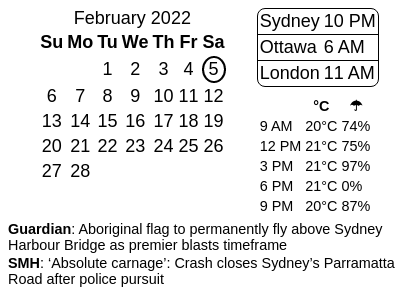 February 2022
Su Mo Tu We Th Fr Sa
1 2 3 4 5
6 7 8 9 10 11 12
13 14 15 16 17 18 19
20 21 22 23 24 25 26
27 28
Sydney 10 PM
Ottawa 6 AM
London 11 AM
°C ☂
9 AM 20°C 74%
12 PM 21°C 75%
3 PM 21°C 97%
6 PM 21°C 0%
9 PM 20°C 87%
Guardian: Aboriginal flag to permanently fly above Sydney
Harbour Bridge as premier blasts timeframe
SMH: ‘Absolute carnage’: Crash closes Sydney’s Parramatta
Road after police pursuit